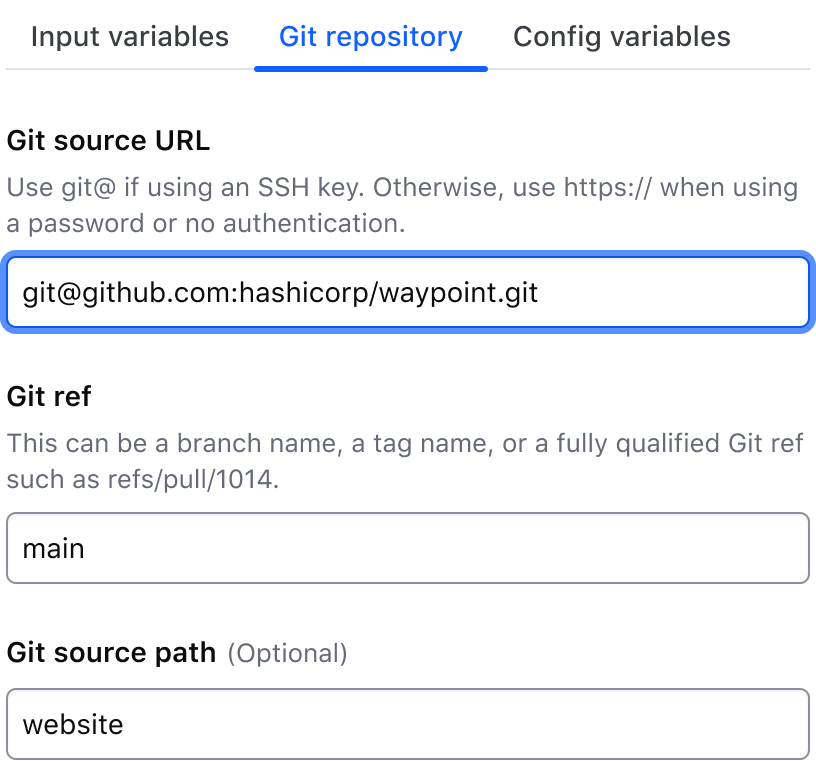 Input variables Git repository Config variables
Git source URL
Use git@ if using an SSH key. Otherwise, use https:// when using
a password or no authentication.
git@github.com:hashicorp/waypoint.git
Git ref
This can be a branch name, a tag name, or a fully qualified Git ref
such as refs/pull/1014.
main
Git source path (Optional)
website